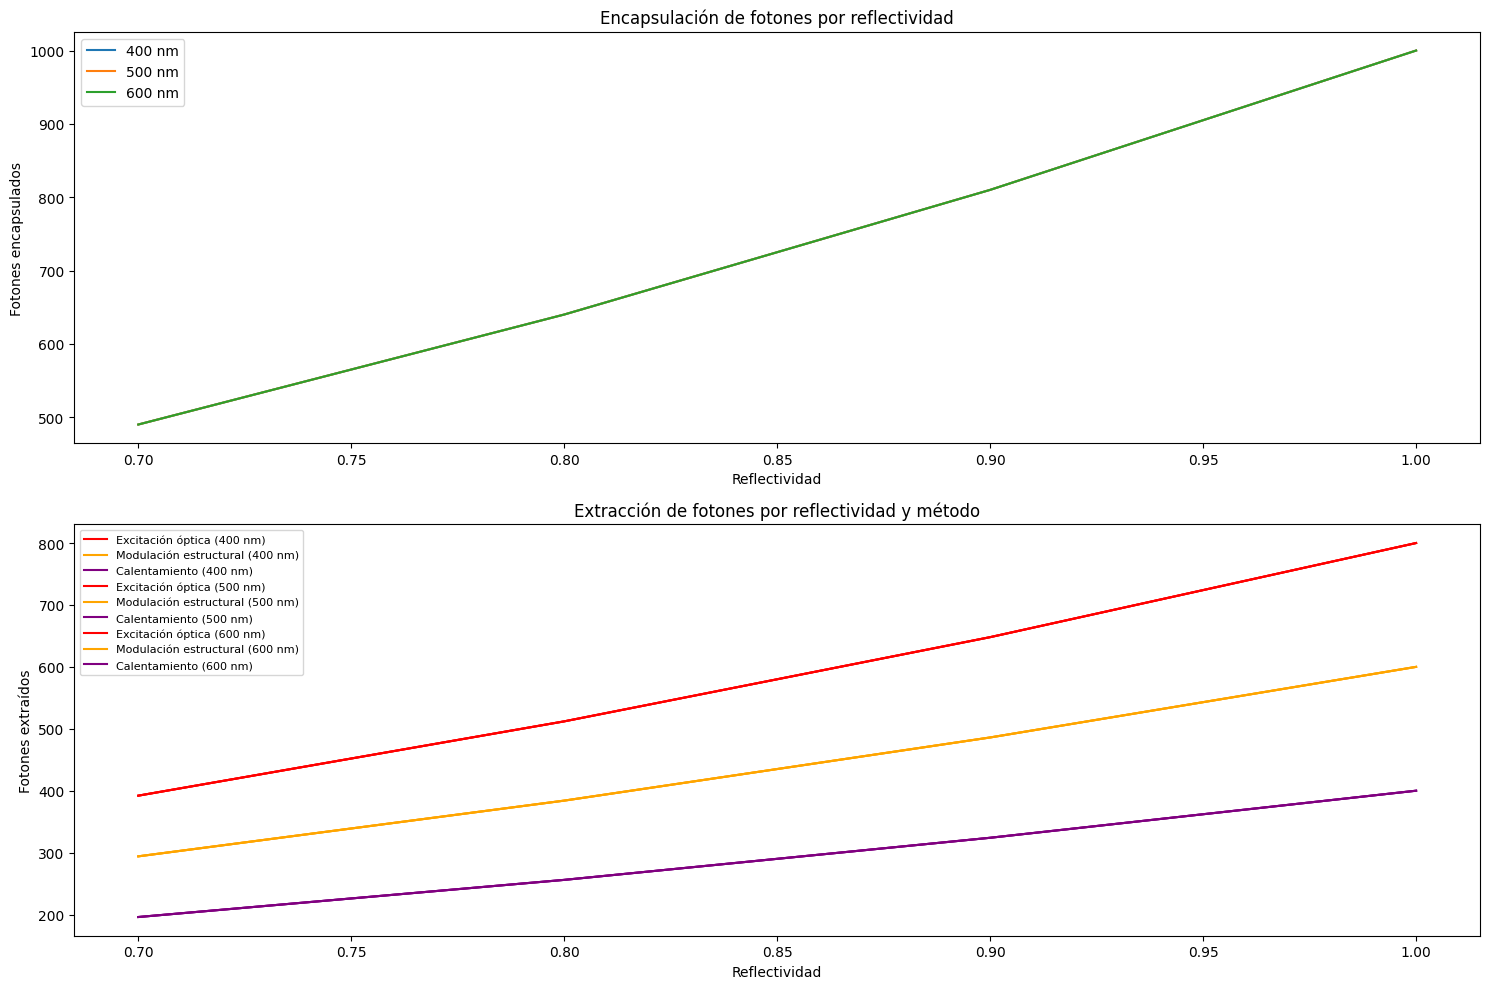 Encapsulación de fotones por reflectividad
400 nm
500 nm
600 nm
Fotones encapsulados
1000
900
800
700
600
500
0.70 0.75 0.80 0.85 0.90 0.95 1.00
Reflectividad
Extracción de fotones por reflectividad y método
Excitación óptica (400 nm)
Modulación estructural (400 nm)
Calentamiento (400 nm)
Excitación óptica (500 nm)
Modulación estructural (500 nm)
Calentamiento (500 nm)
Excitación óptica (600 nm)
Modulación estructural (600 nm)
Calentamiento (600 nm)
Fotones extraídos
800
700
600
500
400
300
200
0.70 0.75 0.80 0.85 0.90 0.95 1.00
Reflectividad